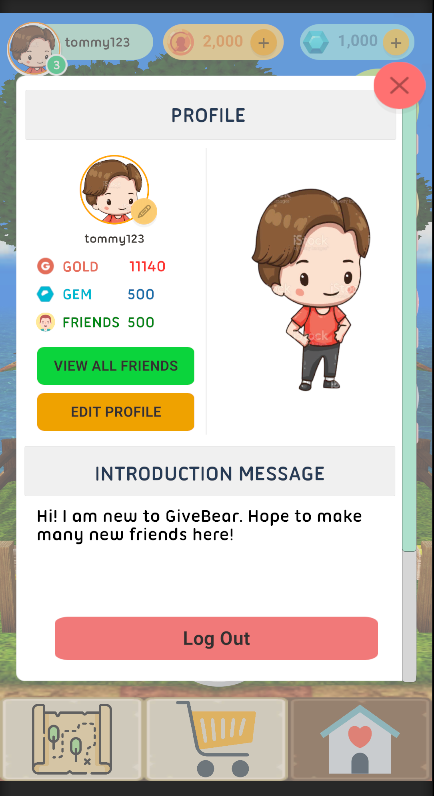 tommy123
2,000
1,000
3
PROFILE
tommy123
G GOLD 11140
GEM 500
FRIENDS 500
VIEW ALL FRIENDS
EDIT PROFILE
INTRODUCTION MESSAGE
Hi! I am new to GiveBear. Hope to make
many new friends here!
Log Out